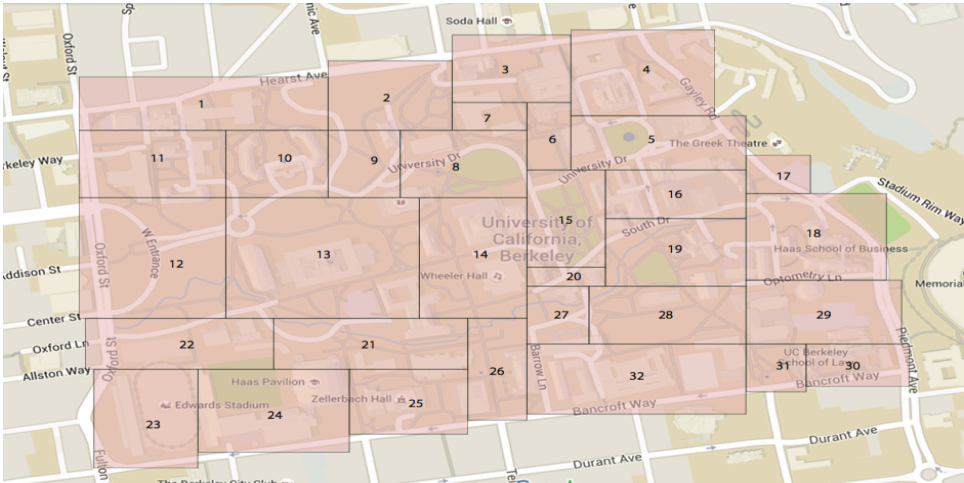 Soda Hall
Oxford St
Hearst Ave
3
4
1
2
Gayley Rd
7
6
5
The Greek Theatre
11
10
9
University Dr
8
University Dr
17
16
Stadium Rim Way
W Entrance
University of
California,
Berkeley
15
South Dr
18
Haas School of Business
Oxford St
12
13
14
19
Addison St
Wheeler Hall
20
Optometry Ln
Memorial
Center St
27
28
29
Oxford Ln
22
21
Oxford St
Allston Way
26
Barrow Ln
UC Berkeley
School of Law
Piedmont Ave
Haas Pavilion
32
31
30
Bancroft Way
Edwards Stadium
24
Zellerbach Hall
25
Bancroft Way
23
Fulton
Durant Ave
Durant Ave
The Berkeley City Club